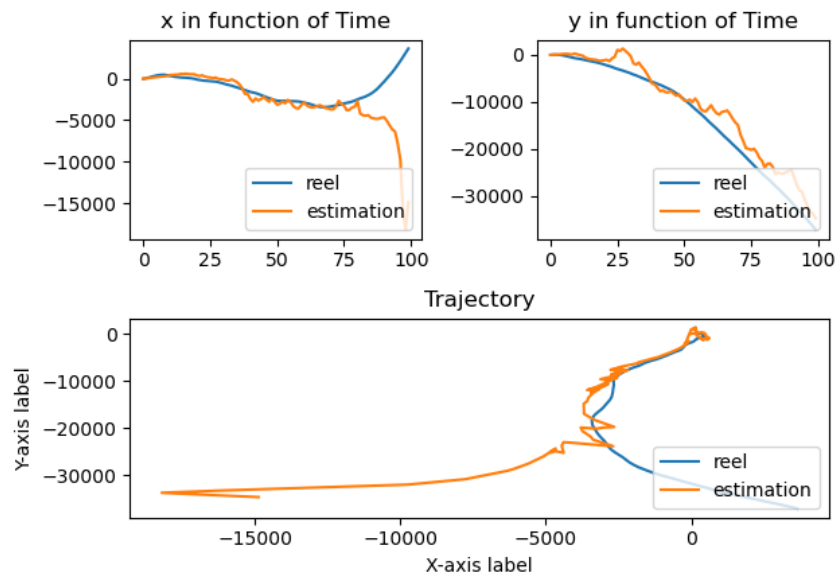 x in function of Time
y in function of Time
0
−5000
−10000
−15000
reel
estimation
0 25 50 75 100
0
−10000
−20000
−30000
reel
estimation
0 25 50 75 100
Trajectory
Y-axis label
0
−10000
−20000
−30000
reel
estimation
−15000 −10000 −5000 0
X-axis label